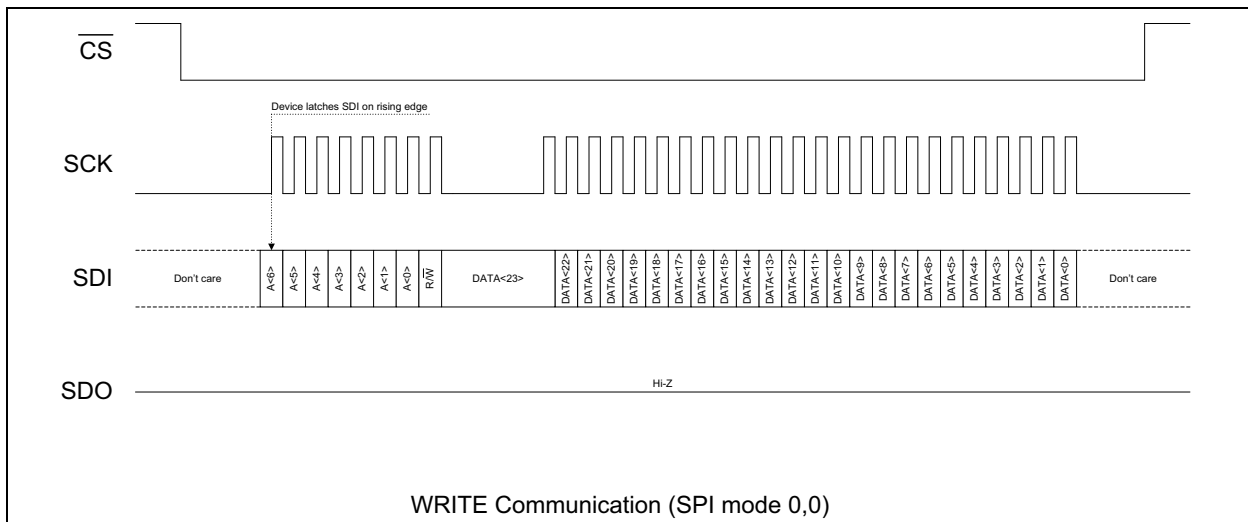 CS
Device latches SDI on rising edge
SCK
SDI
Don't care
A<6>
A<5>
A<4>
A<3>
A<2>
A<1>
A<0>
R/W
DATA<23>
DATA<22>
DATA<21>
DATA<20>
DATA<19>
DATA<18>
DATA<17>
DATA<16>
DATA<15>
DATA<14>
DATA<13>
DATA<12>
DATA<11>
DATA<10>
DATA<9>
DATA<8>
DATA<7>
DATA<6>
DATA<5>
DATA<4>
DATA<3>
DATA<2>
DATA<1>
DATA<0>
Don't care
SDO
Hi-Z
WRITE Communication (SPI mode 0,0)